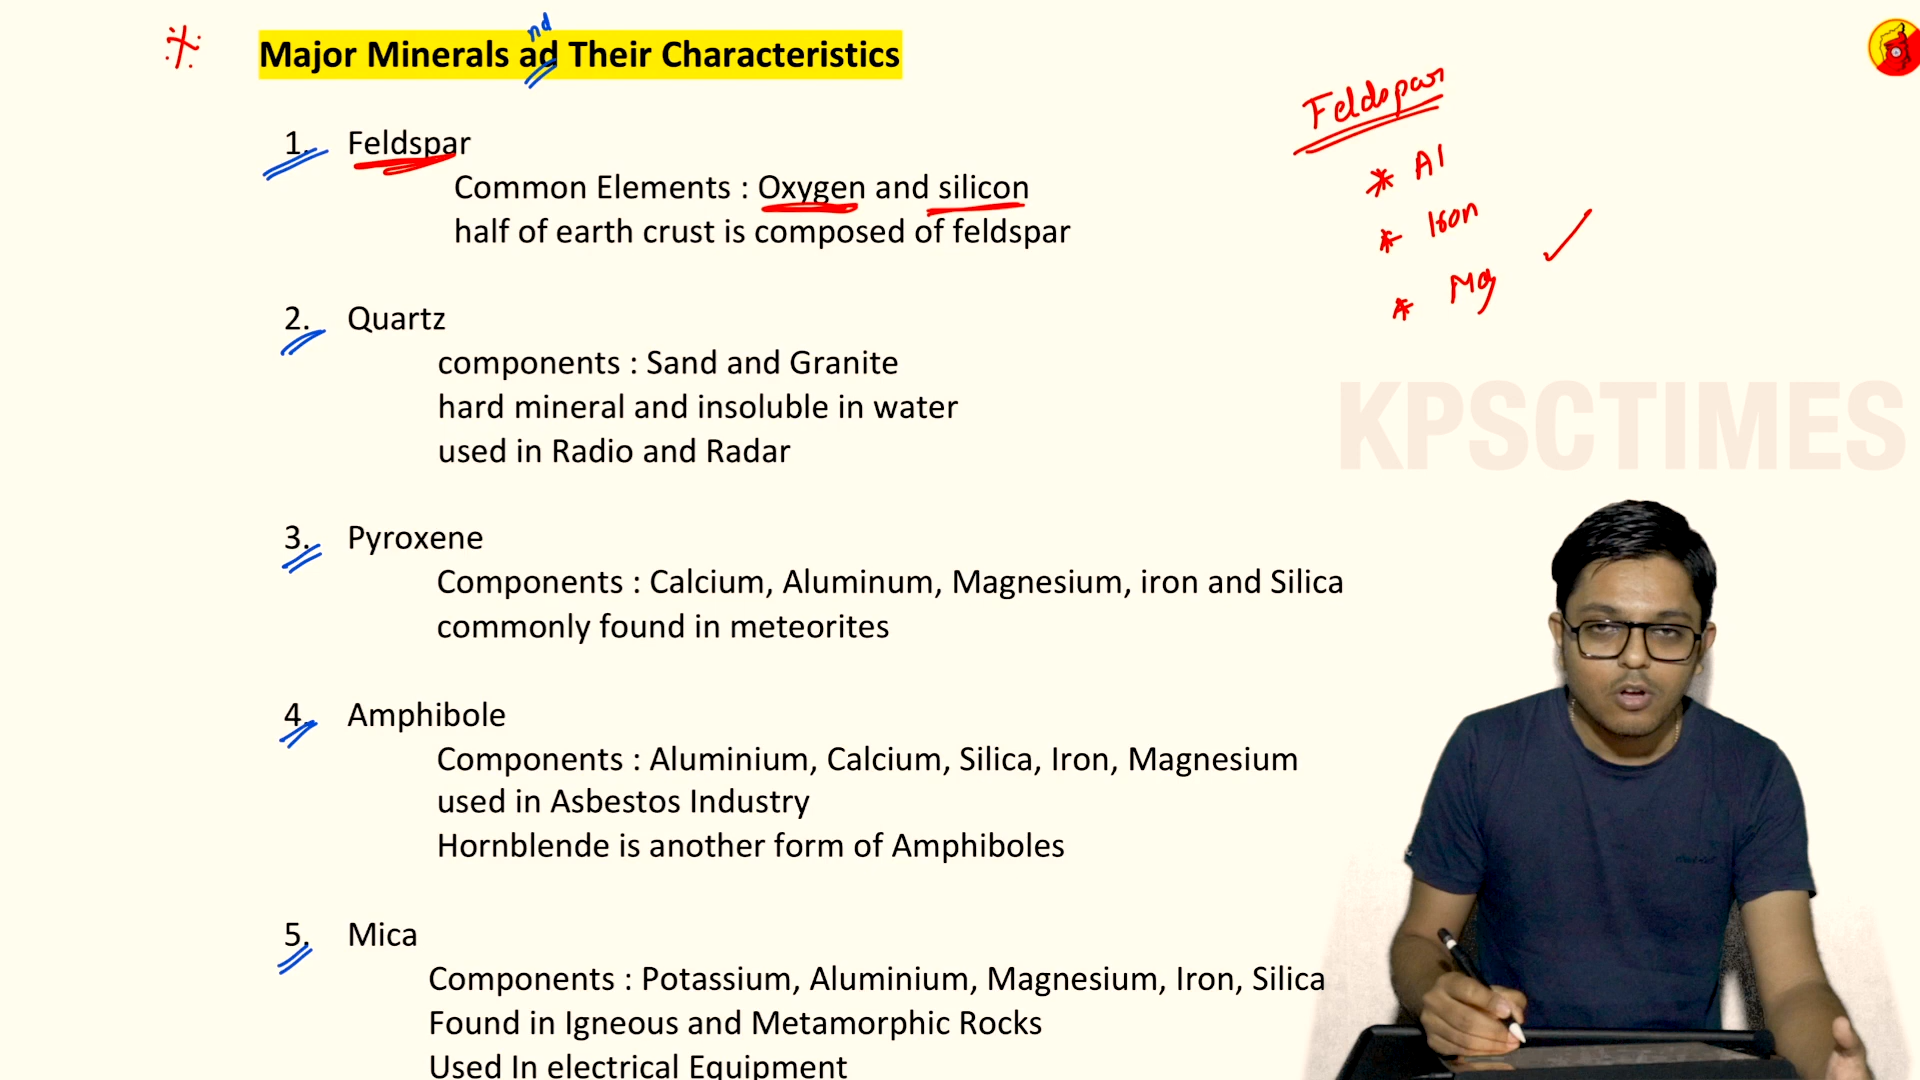 Major Minerals ad Their Characteristics
nd
1. Feldspar
Common Elements : Oxygen and silicon
half of earth crust is composed of feldspar
2. Quartz
components : Sand and Granite
hard mineral and insoluble in water
used in Radio and Radar
3. Pyroxene
Components : Calcium, Aluminum, Magnesium, iron and Silica
commonly found in meteorites
4. Amphibole
Components : Aluminium, Calcium, Silica, Iron, Magnesium
used in Asbestos Industry
Hornblende is another form of Amphiboles
5. Mica
Components : Potassium, Aluminium, Magnesium, Iron, Silica
Found in Igneous and Metamorphic Rocks
Used In electrical Equipment
Feldspar
* Al
* Iron
* Mg
KPSCTIMES